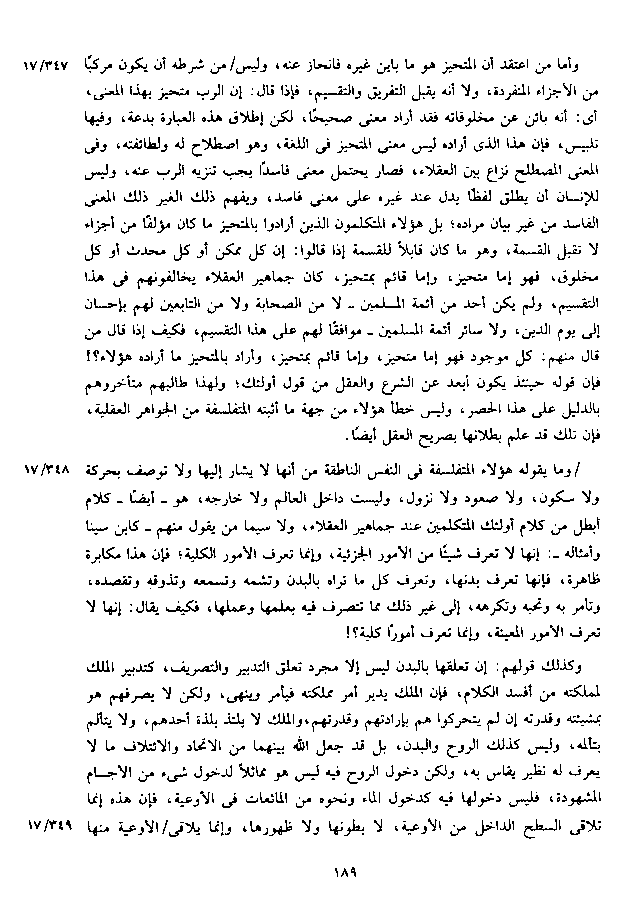 وأما من اعتقد أن المتحيز هو ما باين غيره فانحاز عنه، وليس/ من شرطه أن يكون مركبًا ١٧/٣٤٧
من الأجزاء المنفردة، ولا أنه يقبل التفريق والتقسيم، فإذا قال: إن الرب متحيز بهذا المعنى،
أى: أنه بائن عن مخلوقاته فقد أراد معنى صحيحًا، لكن إطلاق هذه العبارة بدعة، وفيها
تلبيس، فإن هذا الذى أراده ليس معنى المتحيز فى اللغة، وهو اصطلاح له ولطائفته، وفى
المعنى المصطلح نزاع بين العقلاء، فصار يحتمل معنى فاسدًا يجب تنزيه الرب عنه، وليس
للإنسان أن يطلق لفظًا يدل عند غيره على معنى فاسد، ويفهم ذلك الغير ذلك المعنى
الفاسد من غير بيان مراده؛ بل هؤلاء المتكلمون الذين أرادوا بالمتحيز ما كان مؤلفًا من أجزاء
لا تقبل القسمة، وهو ما كان قابلاً للقسمة إذا قالوا: إن كل ممكن أو كل محدث أو كل
مخلوق، فهو إما متحيز، وإما قائم بمتحيز، كان جماهير العقلاء يخالفونهم فى هذا
التقسيم، ولم يكن أحد من أئمة المسلمين ـ لا من الصحابة ولا من التابعين لهم بإحسان
إلى يوم الدين، ولا سائر أئمة المسلمين ـ موافقًا لهم على هذا التقسيم، فكيف إذا قال من
قال منهم: كل موجود فهو إما متحيز، وإما قائم بمتحيز، وأراد بالمتحيز ما أراده هؤلاء؟!
فإن قوله حينئذ يكون أبعد عن الشرع والعقل من قول أولئك؛ ولهذا طالبهم متأخروهم
بالدليل على هذا الحصر، وليس خطأ هؤلاء من جهة ما أثبته المتفلسفة من الجواهر العقلية،
فإن تلك قد علم بطلانها بصريح العقل أيضًا.
/ وما يقوله هؤلاء المتفلسفة فى النفس الناطقة من أنها لا يشار إليها ولا توصف بحركة ١٧/٣٤٨
ولا سكون، ولا صعود ولا نزول، وليست داخل العالم ولا خارجه، هو ـ أيضًا ـ كلام
أبطل من كلام أولئك المتكلمين عند جماهير العقلاء، ولا سيما من يقول منهم ـ كابن سينا
وأمثاله ـ: إنها لا تعرف شيئًا من الأمور الجزئية، وإنما تعرف الأمور الكلية؛ فإن هذا مكابرة
ظاهرة، فإنها تعرف بدنها، وتعرف كل ما تراه بالبدن وتشمه وتسمعه وتذوقه وتقصده،
وتأمر به وتحبه وتكرهه، إلى غير ذلك مما تتصرف فيه بعلمها وعملها، فكيف يقال: إنها لا
تعرف الأمور المعينة، وإنما تعرف أمورًا كلية؟!
وكذلك قولهم: إن تعلقها بالبدن ليس إلا مجرد تعلق التدبير والتصريف، كتدبير الملك
لمملكته من أفسد الكلام، فإن الملك يدبر أمر مملكته فيأمر وينهى، ولكن لا يصرفهم هو
بمشيئته وقدرته إن لم يتحركوا هم بإرادتهم وقدرتهم، والملك لا يلتذ بلذة أحدهم، ولا يتألم
بتألمه، وليس كذلك الروح والبدن، بل قد جعل الله بينهما من الاتحاد والائتلاف ما لا
يعرف له نظير يقاس به، ولكن دخول الروح فيه ليس هو مماثلاً لدخول شىء من الأجسام
المشهودة، فليس دخولها فيه كدخول الماء ونحوه من المائعات فى الأوعية، فإن هذه إنما
تلاقى السطح الداخل من الأوعية، لا بطونها ولا ظهورها، وإنما يلاقى/ الأوعية منها ١٧/٣٤٩
١٨٩